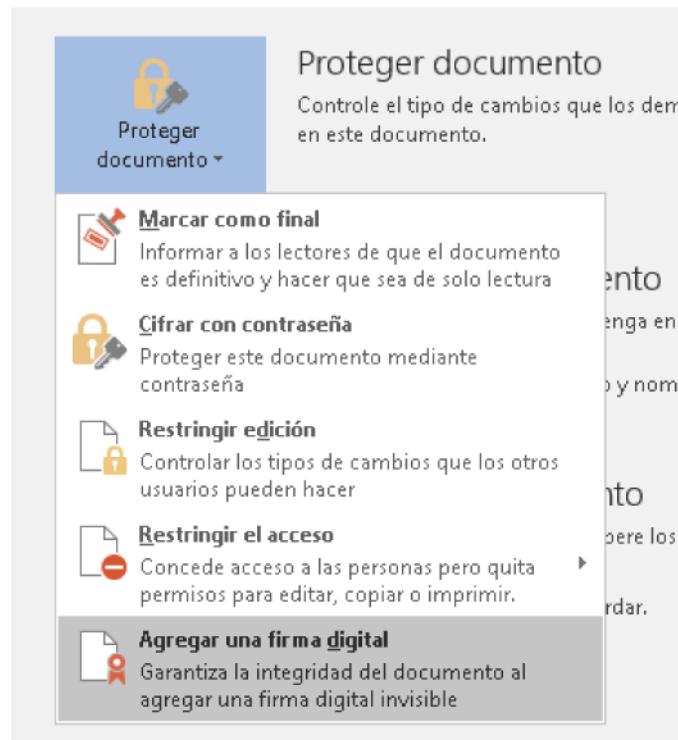 Proteger documento
Controle el tipo de cambios que los dem
en este documento.
Proteger
documento
Marcar como final
Informar a los lectores de que el documento
es definitivo y hacer que sea de solo lectura
ento
Cifrar con contraseña
enga en
Proteger este documento mediante
contraseña
y nom
Restringir edición
Controlar los tipos de cambios que los otros
usuarios pueden hacer
nto
Restringir el acceso
pere los
Concede acceso a las personas pero quita
permisos para editar, copiar o imprimir.
rdar.
Agregar una firma digital
Garantiza la integridad del documento al
agregar una firma digital invisible